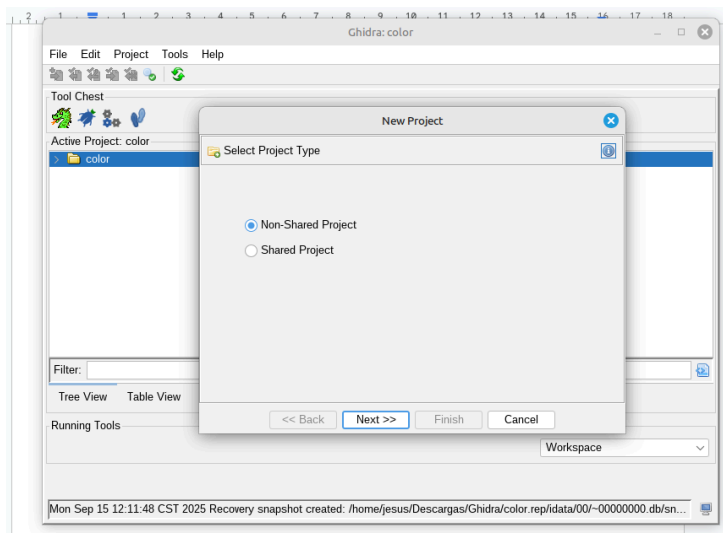 2 1 1 2 3 4 5 6 7 8 9 10 11 12 13 14 15 16 17 18
Ghidra: color
File Edit Project Tools Help
Tool Chest
New Project
Active Project: color
Select Project Type
color
Non-Shared Project
Shared Project
Filter:
Tree View Table View
<< Back Next >> Finish Cancel
Running Tools
Workspace
Mon Sep 15 12:11:48 CST 2025 Recovery snapshot created: /home/jesus/Descargas/Ghidra/color.rep/idata/00/~00000000.db/sn...